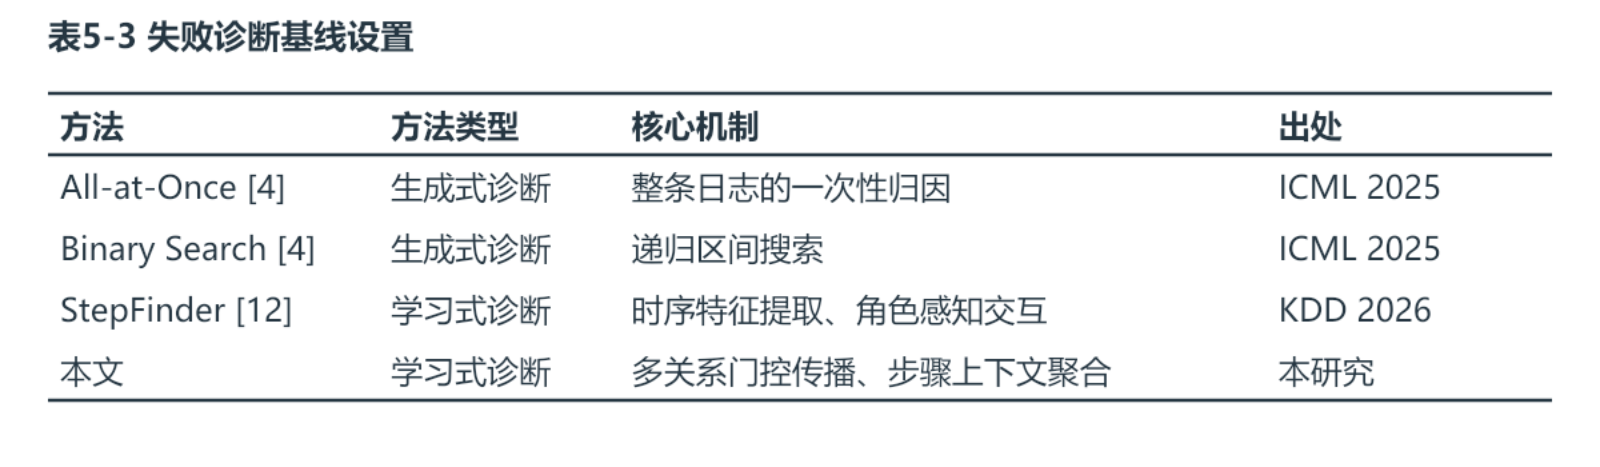 表5-3 失败诊断基线设置
方法 方法类型 核心机制 出处
All-at-Once [4] 生成式诊断 整条日志的一次性归因 ICML 2025
Binary Search [4] 生成式诊断 递归区间搜索 ICML 2025
StepFinder [12] 学习式诊断 时序特征提取、角色感知交互 KDD 2026
本文 学习式诊断 多关系门控传播、步骤上下文聚合 本研究